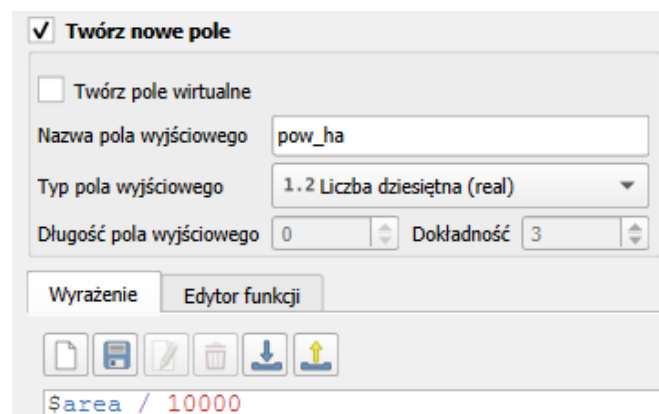 Twórz nowe pole
Twórz pole wirtualne
Nazwa pola wyjściowego pow_ha
Typ pola wyjściowego 1.2 Liczba dziesiętna (real)
Długość pola wyjściowego 0 Dokładność 3
Wyrażenie Edytor funkcji
$area / 10000